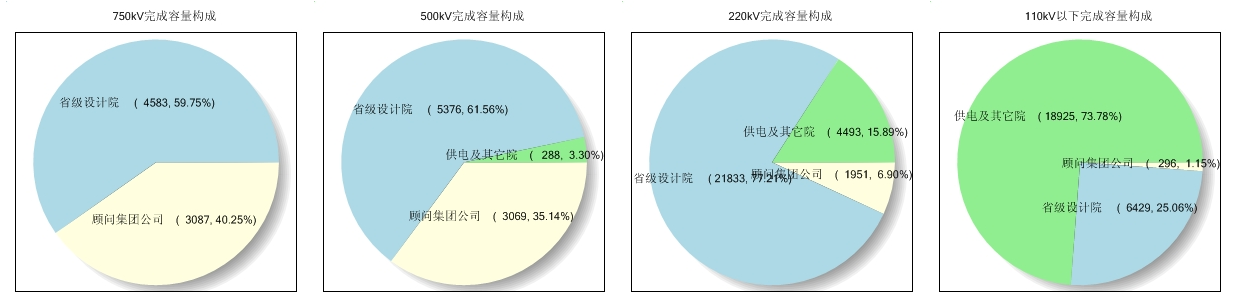 750kV完成容量构成
省级设计院 ( 4583, 59.75%)
顾问集团公司 ( 3087, 40.25%)
500kV完成容量构成
省级设计院 ( 5376, 61.56%)
供电及其它院 ( 288, 3.30%)
顾问集团公司 ( 3069, 35.14%)
220kV完成容量构成
供电及其它院 ( 4493, 15.89%)
顾问集团公司 ( 1951, 6.90%)
省级设计院 ( 21833, 77.21%)
110kV以下完成容量构成
供电及其它院 ( 18925, 73.78%)
顾问集团公司 ( 296, 1.15%)
省级设计院 ( 6429, 25.06%)